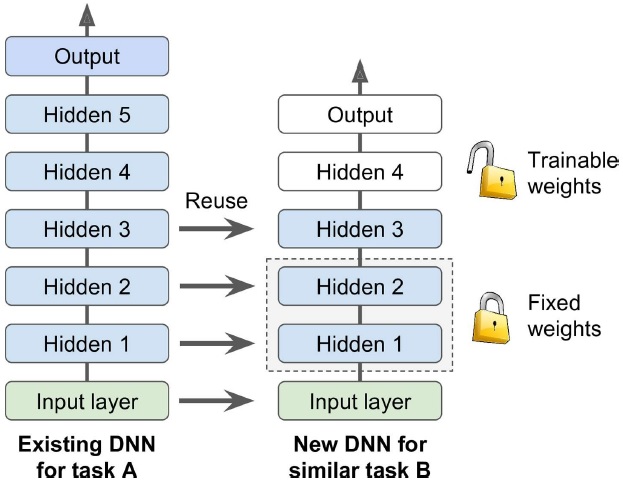 Output
Hidden 5
Hidden 4
Hidden 3
Hidden 2
Hidden 1
Input layer
Existing DNN
for task A
Reuse
Output
Hidden 4
Hidden 3
Hidden 2
Hidden 1
Input layer
New DNN for
similar task B
Trainable
weights
Fixed
weights